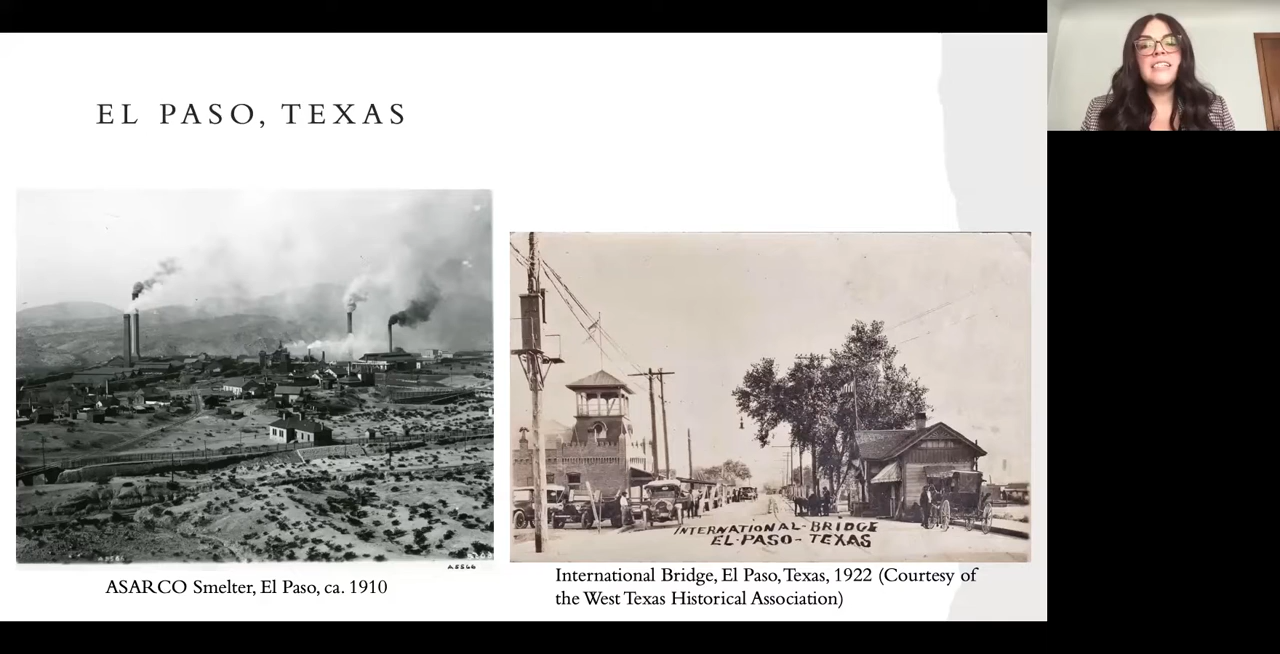 EL PASO, TEXAS
A5566
INTERNATIONAL-BRIDGE
EL-PASO-TEXAS
ASARCO Smelter, El Paso, ca. 1910
International Bridge, El Paso, Texas, 1922 (Courtesy of
the West Texas Historical Association)